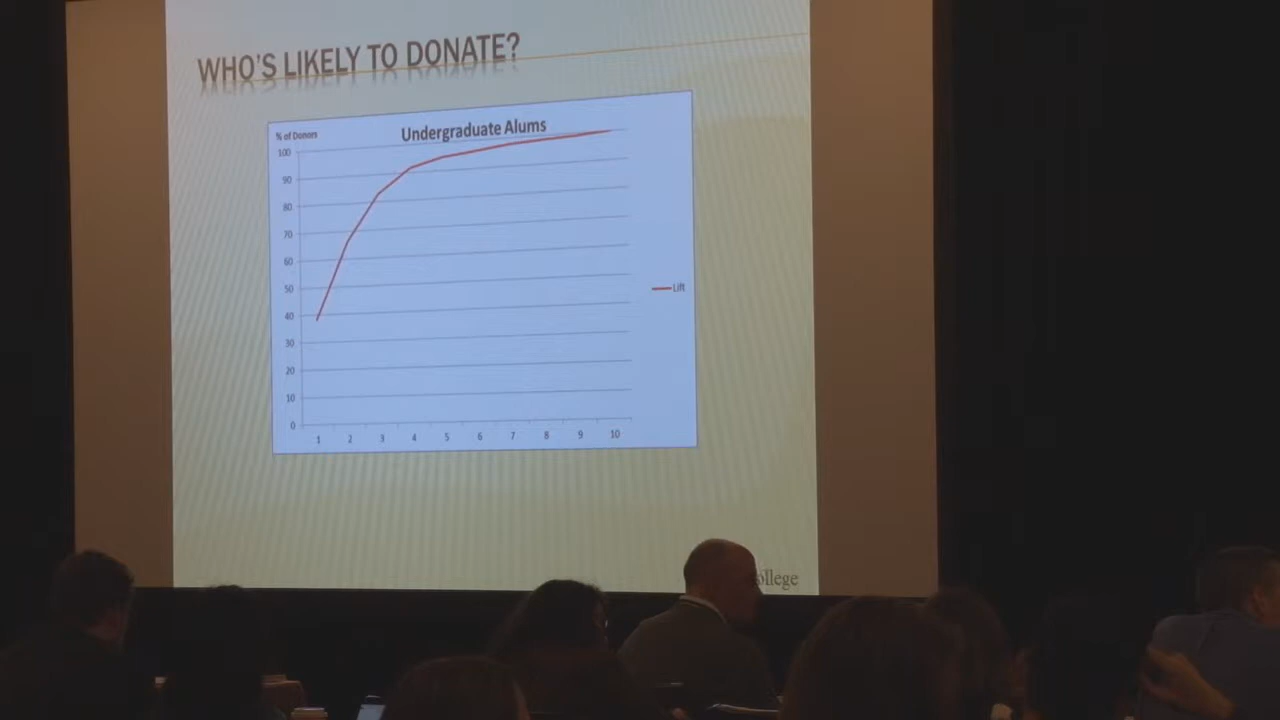 WHO'S LIKELY TO DONATE?
% of Donors
Undergraduate Alums
100
90
80
70
60
50
40
30
20
10
0
1 2 3 4 5 6 7 8 9 10
Lift
ollege